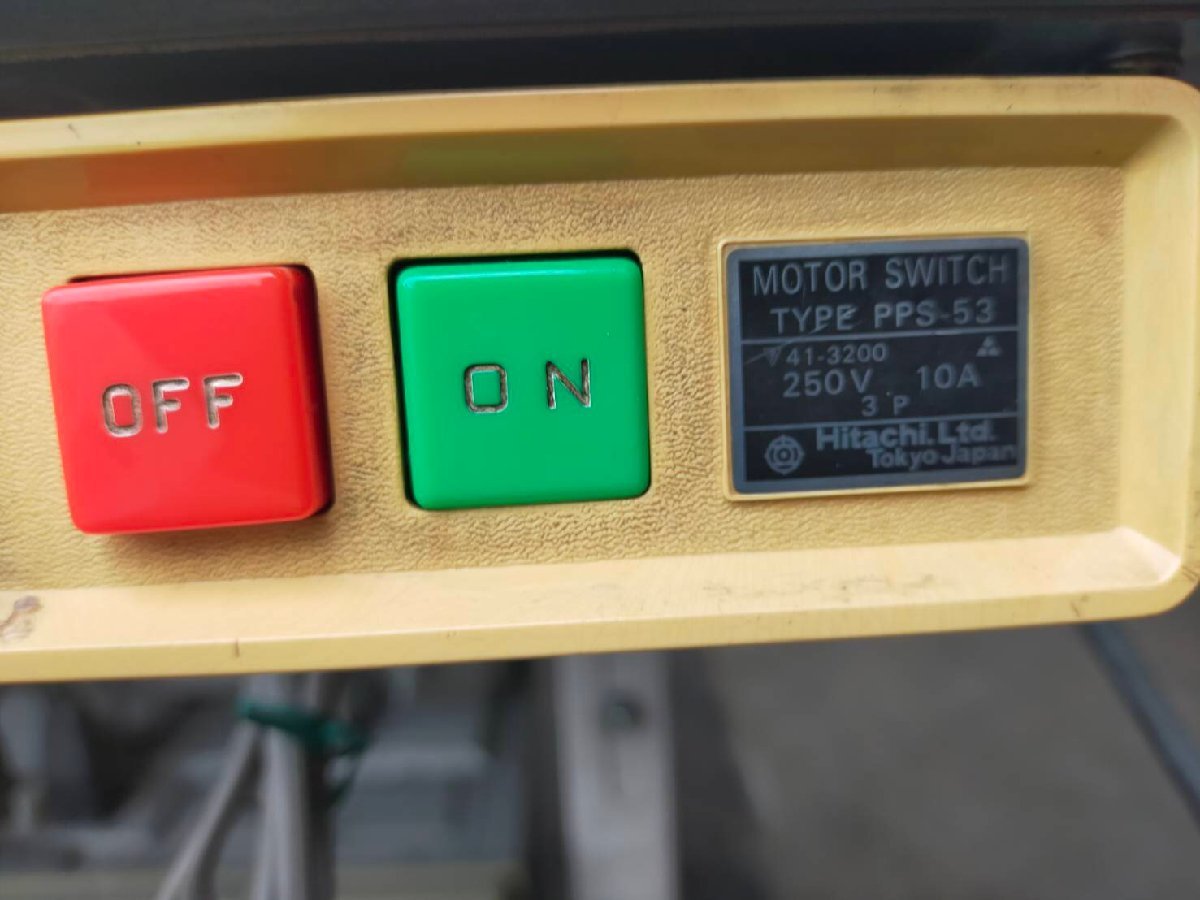 OFF
ON
MOTOR SWITCH
TYPE PPS-53
41-3200
250V 10A
3 P
Hitachi.Ltd.
Tokyo Japan